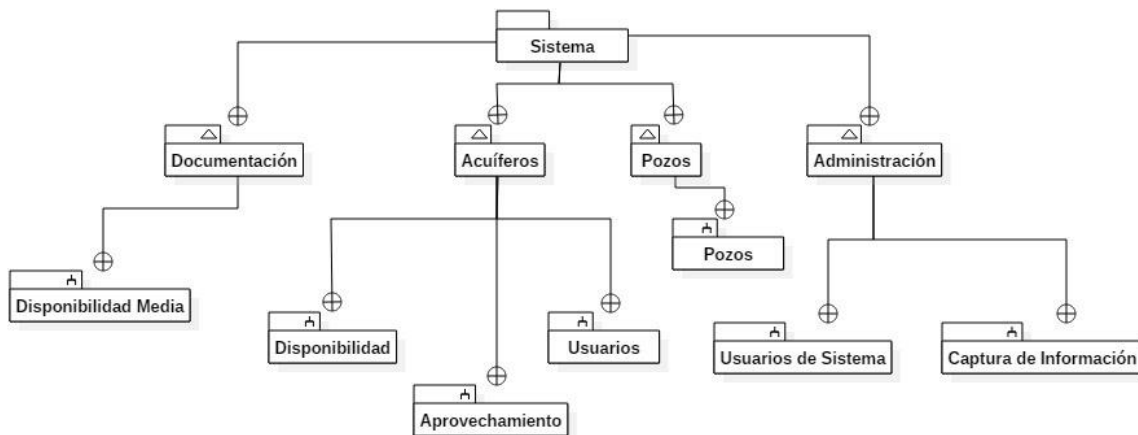 Sistema
Documentación
Acuíferos
Pozos
Administración
Pozos
Disponibilidad Media
Disponibilidad
Usuarios
Usuarios de Sistema
Captura de Información
Aprovechamiento